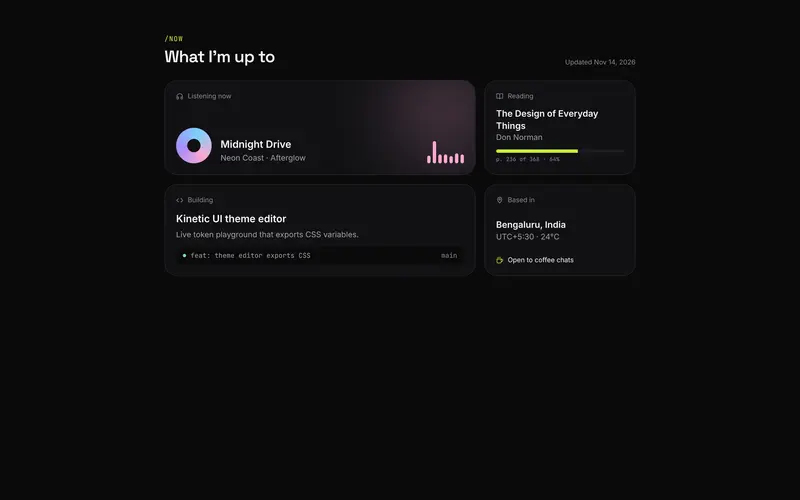 /NOW
What I'm up to
Updated Nov 14, 2026
Listening now
Midnight Drive
Neon Coast · Afterglow
Reading
The Design of Everyday
Things
Don Norman
p. 236 of 368 · 64%
Building
Kinetic UI theme editor
Live token playground that exports CSS variables.
feat: theme editor exports CSS
main
Based in
Bengaluru, India
UTC+5:30 · 24°C
Open to coffee chats